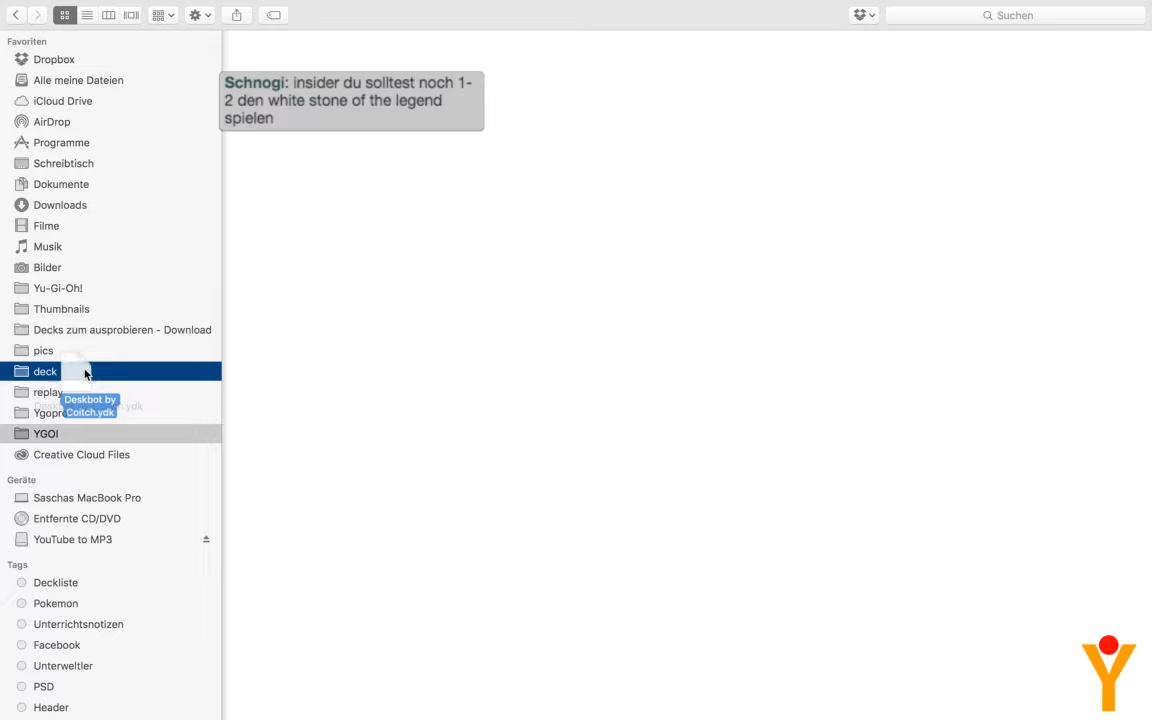 Suchen
Favoriten
Dropbox
Alle meine Dateien
iCloud Drive
AirDrop
Programme
Schreibtisch
Dokumente
Downloads
Filme
Musik
Bilder
Yu-Gi-Oh!
Thumbnails
Decks zum ausprobieren - Download
pics
deck
replay
Deskbot by
Coitch.ydk
YGOI
Creative Cloud Files
Geräte
Saschas MacBook Pro
Entfernte CD/DVD
YouTube to MP3
Tags
Deckliste
Pokemon
Unterrichtsnotizen
Facebook
Unterweltler
PSD
Header
Schnogi: insider du solltest noch 1-
2 den white stone of the legend
spielen
Y